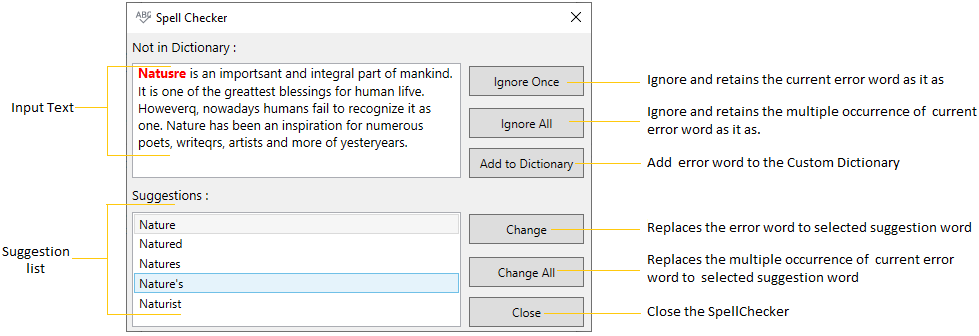 ABC Spell Checker
Not in Dictionary :
Natusre is an importsant and integral part of mankind.
It is one of the greattest blessings for human lifve.
Howeverq, nowadays humans fail to recognize it as
one. Nature has been an inspiration for numerous
poets, writeqrs, artists and more of yesteryears.
Input Text
Ignore Once
Ignore and retains the current error word as it as
Ignore All
Ignore and retains the multiple occurrence of current
error word as it as.
Add to Dictionary
Add error word to the Custom Dictionary
Suggestions :
Nature
Natured
Natures
Nature's
Naturist
Suggestion
list
Change
Replaces the error word to selected suggestion word
Change All
Replaces the multiple occurrence of current error
word to selected suggestion word
Close
Close the SpellChecker